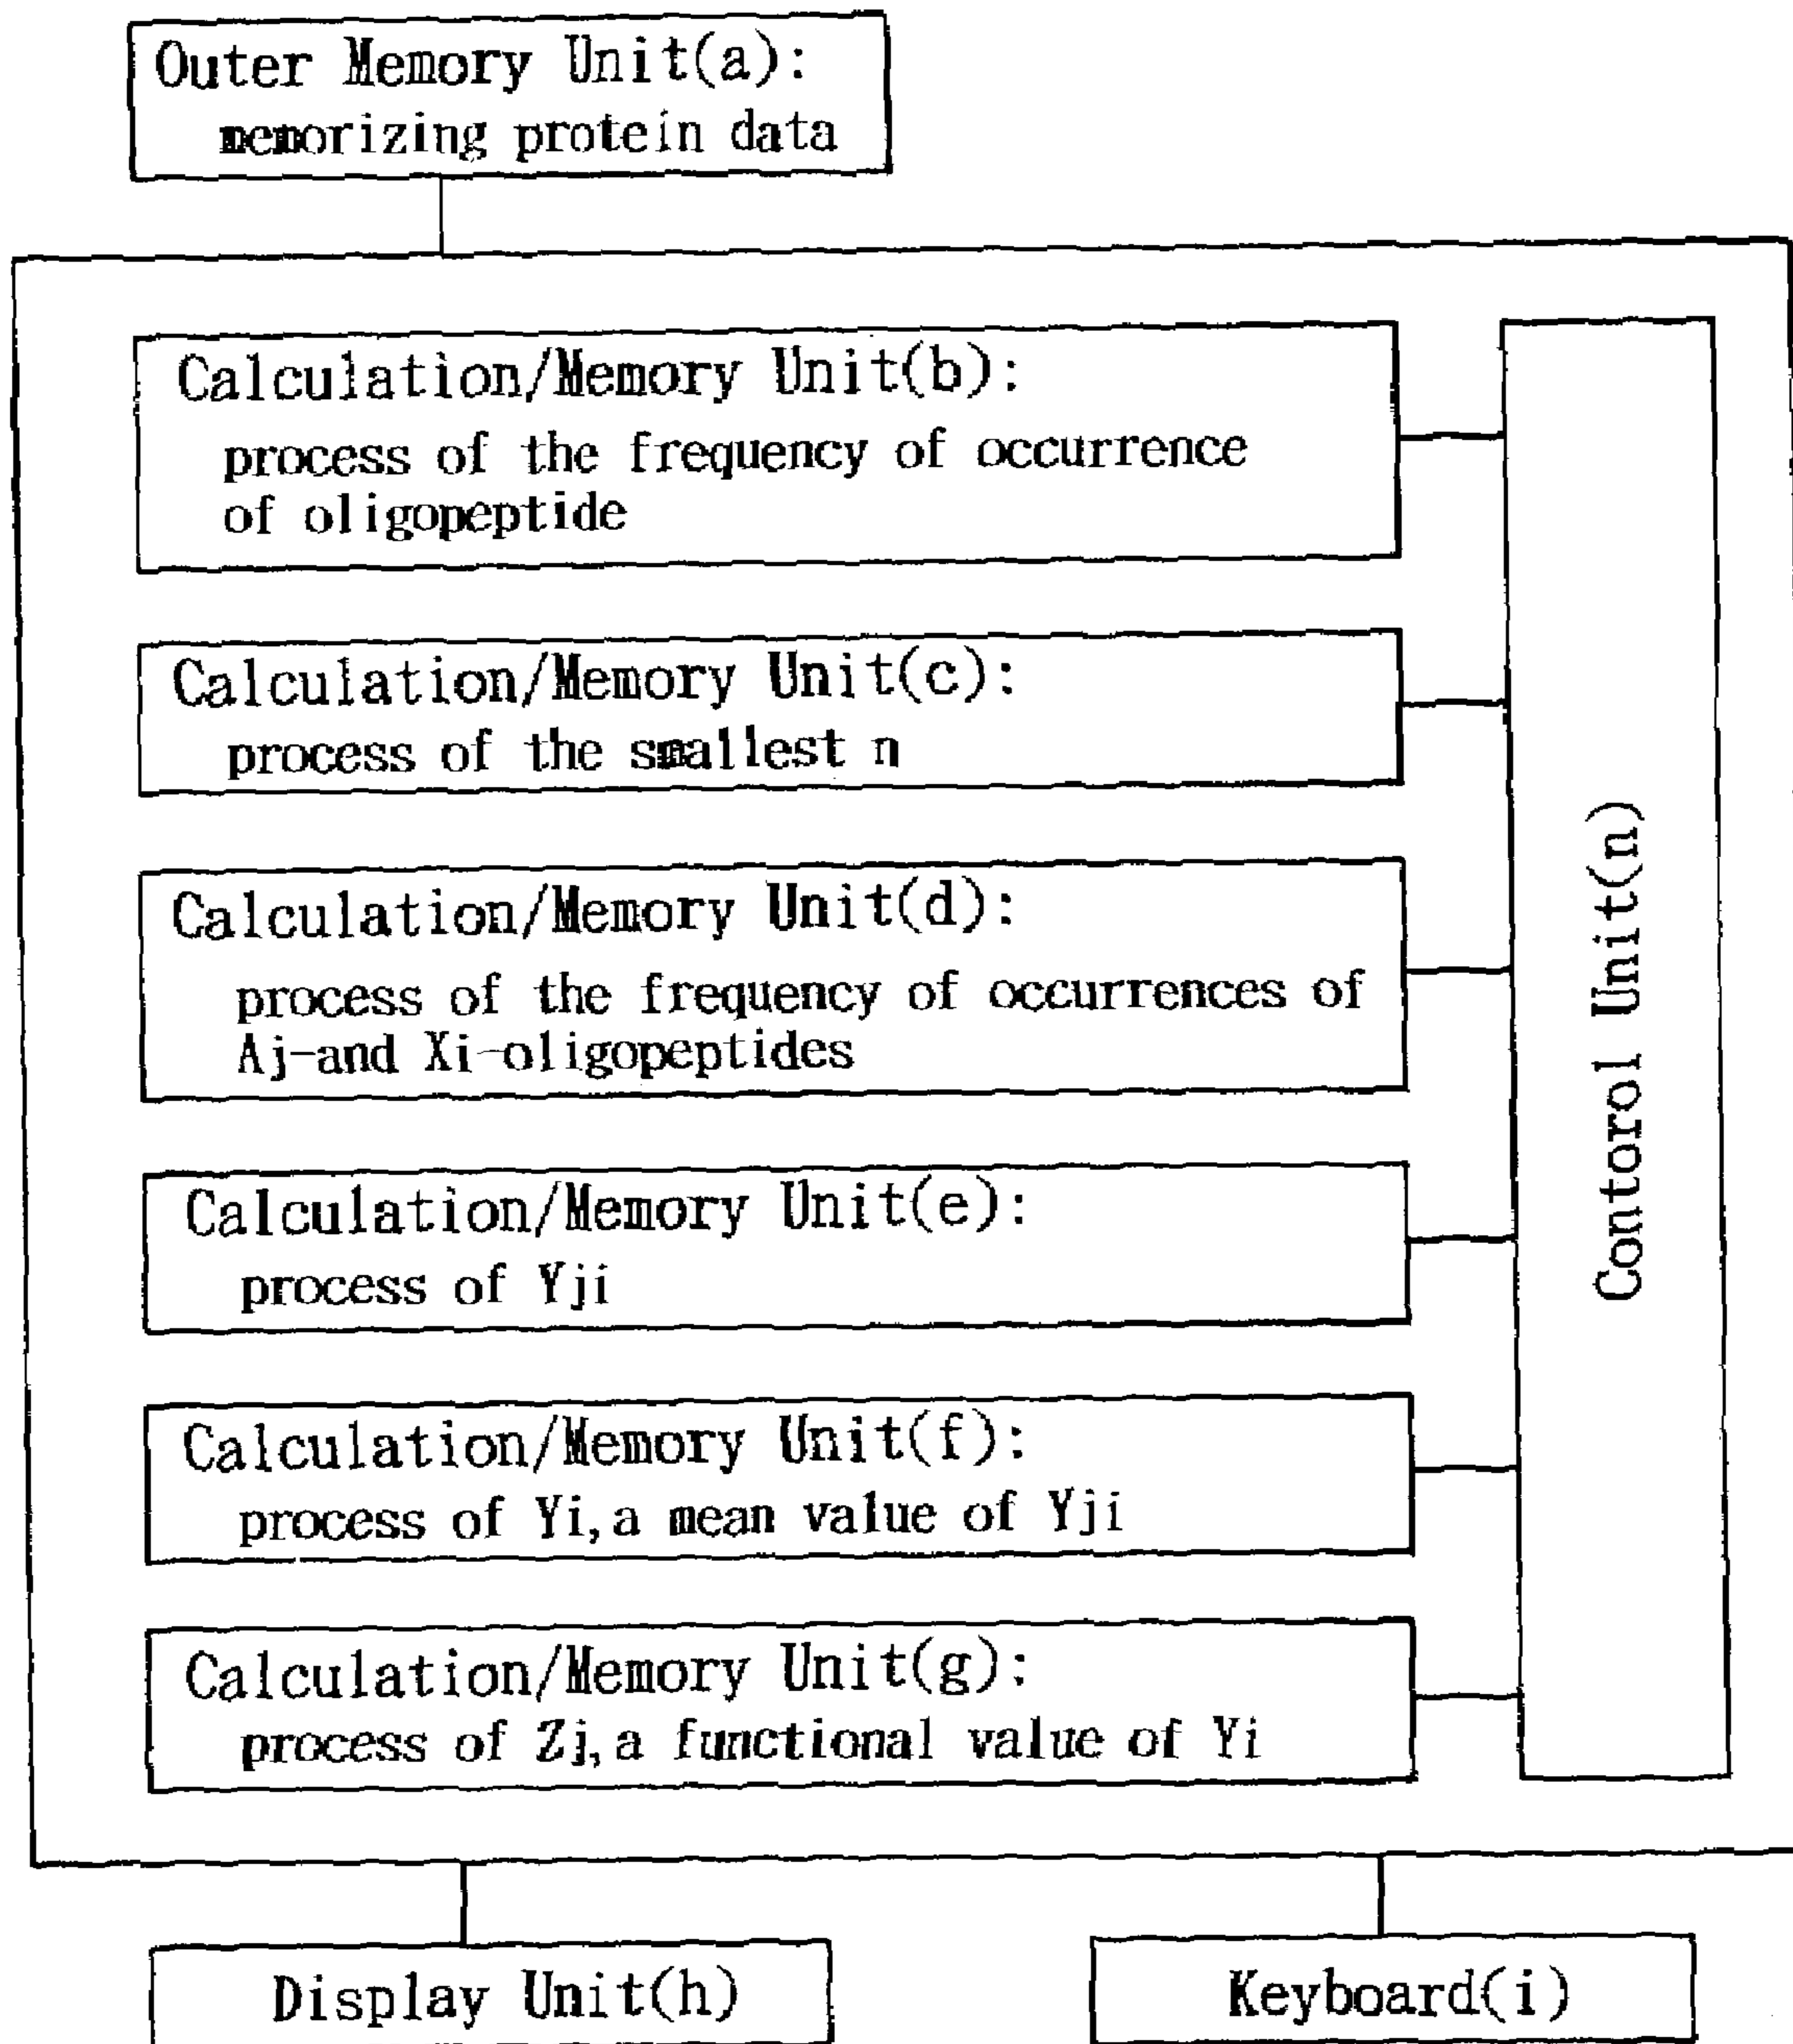 Outer Memory Unit(a):
memorizing protein data
Calculation/Memory Unit(b):
process of the frequency of occurrence
of oligopeptide
Calculation/Memory Unit(c):
process of the smallest n
Calculation/Memory Unit(d):
process of the frequency of occurrences of
Aj-and Xi-oligopeptides
Calculation/Memory Unit(e):
process of Yji
Calculation/Memory Unit(f):
process of Yi,a mean value of Yji
Calculation/Memory Unit(g):
process of Zj,a functional value of Yi
Contorol Unit(n)
Display Unit(h)
Keyboard(i)